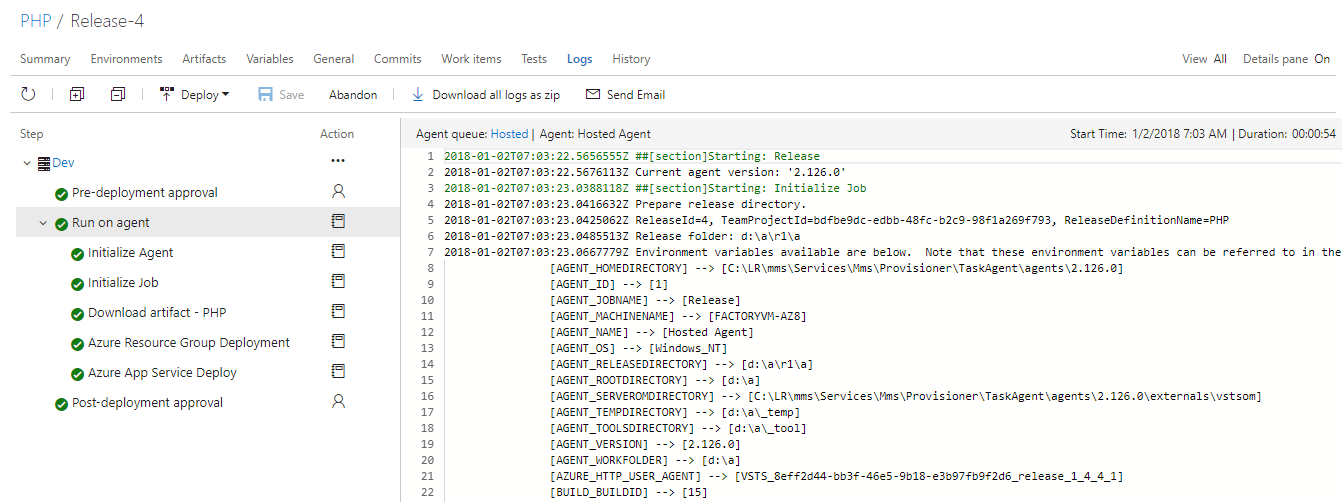 PHP / Release-4
Summary Environments Artifacts Variables General Commits Work items Tests Logs History View All Details pane On
Deploy Save Abandon Download all logs as zip Send Email
Step Action
Dev
Pre-deployment approval
Run on agent
Initialize Agent
Initialize Job
Download artifact - PHP
Azure Resource Group Deployment
Azure App Service Deploy
Post-deployment approval
Agent queue: Hosted | Agent: Hosted Agent Start Time: 1/2/2018 7:03 AM | Duration: 00:00:54
1 2018-01-02T07:03:22.5656555Z ##[section]Starting: Release
2 2018-01-02T07:03:22.5676113Z Current agent version: '2.126.0'
3 2018-01-02T07:03:23.0388118Z ##[section]Starting: Initialize Job
4 2018-01-02T07:03:23.0416632Z Prepare release directory.
5 2018-01-02T07:03:23.0425062Z ReleaseId=4, TeamProjectId=bdfbe9dc-edbb-48fc-b2c9-98f1a269f793, ReleaseDefinitionName=PHP
6 2018-01-02T07:03:23.0485513Z Release folder: d:\a\r1\a
7 2018-01-02T07:03:23.0667779Z Environment variables available are below.  Note that these environment variables can be referred to in the
8 [AGENT_HOMEDIRECTORY] --> [C:\LR\mms\Services\Mms\Provisioner\TaskAgent\agents\2.126.0]
9 [AGENT_ID] --> [1]
10 [AGENT_JOBNAME] --> [Release]
11 [AGENT_MACHINENAME] --> [FACTORYVM-AZ8]
12 [AGENT_NAME] --> [Hosted Agent]
13 [AGENT_OS] --> [Windows_NT]
14 [AGENT_RELEASEDIRECTORY] --> [d:\a\r1\a]
15 [AGENT_ROOTDIRECTORY] --> [d:\a]
16 [AGENT_SERVEROMDIRECTORY] --> [C:\LR\mms\Services\Mms\Provisioner\TaskAgent\agents\2.126.0\externals\vstsom]
17 [AGENT_TEMPDIRECTORY] --> [d:\a\_temp]
18 [AGENT_TOOLSDIRECTORY] --> [d:\a\_tool]
19 [AGENT_VERSION] --> [2.126.0]
20 [AGENT_WORKFOLDER] --> [d:\a]
21 [AZURE_HTTP_USER_AGENT] --> [VSTS_8eff2d44-bb3f-46e5-9b18-e3b97fb9f2d6_release_1_4_4_1]
22 [BUILD_BUILDID] --> [15]